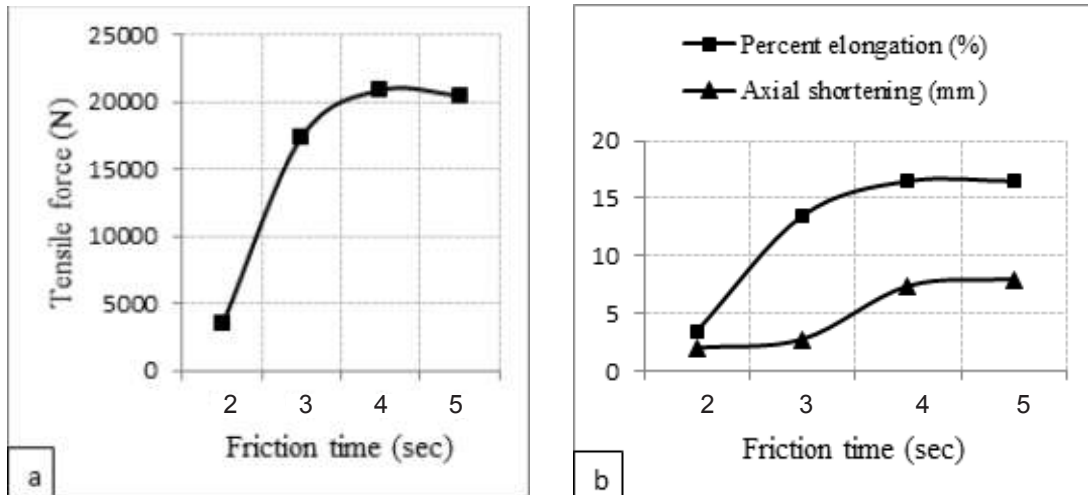 25000
20000
15000
10000
5000
0
Tensile force (N)
2 3 4 5
Friction time (sec)
a
Percent elongation (%)
Axial shortening (mm)
20
15
10
5
0
2 3 4 5
Friction time (sec)
b